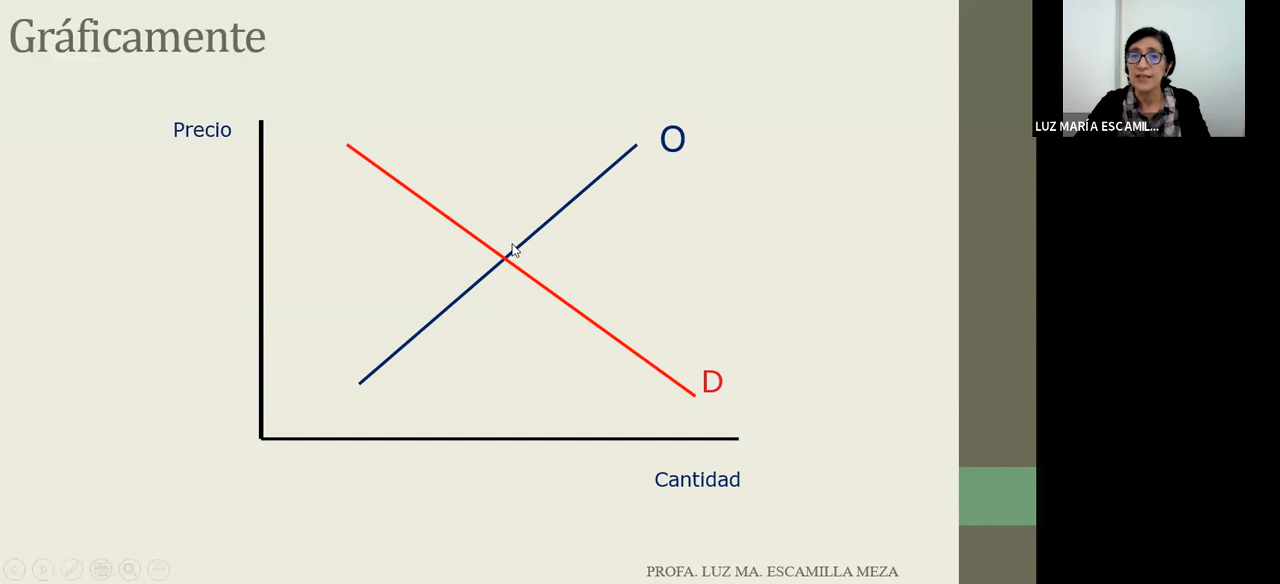 Gráficamente
Precio
O
LUZ MARÍA ESCAMIL...
D
Cantidad
PROFA. LUZ MA. ESCAMILLA MEZA